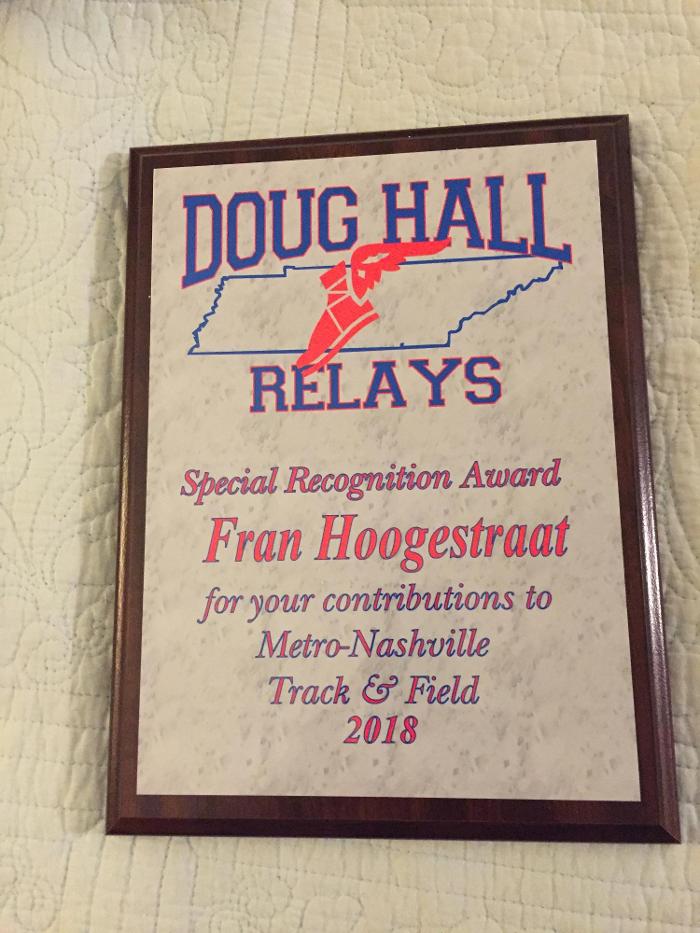 DOUG HALL
RELAYS
Special Recognition Award
Fran Hoogestraat
for your contributions to
Metro-Nashville
Track & Field
2018